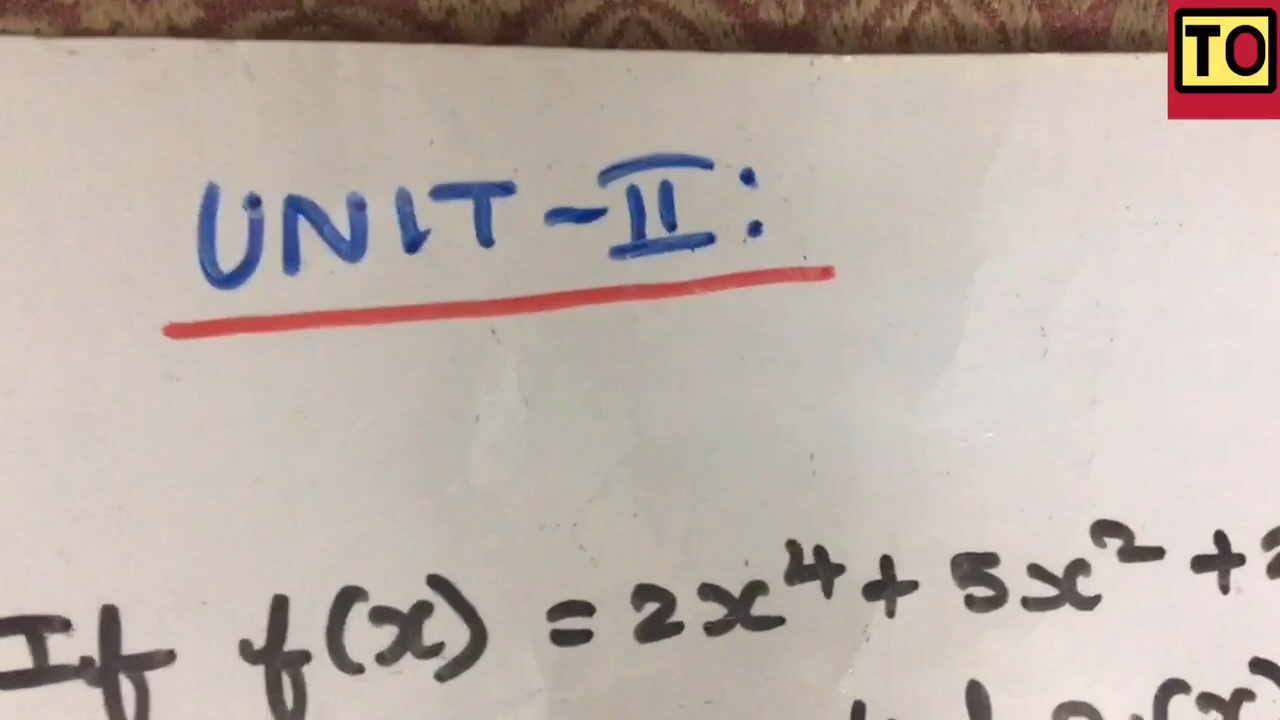 TO
UNIT-II:
If f(x) = 2x⁴ + 5x² +